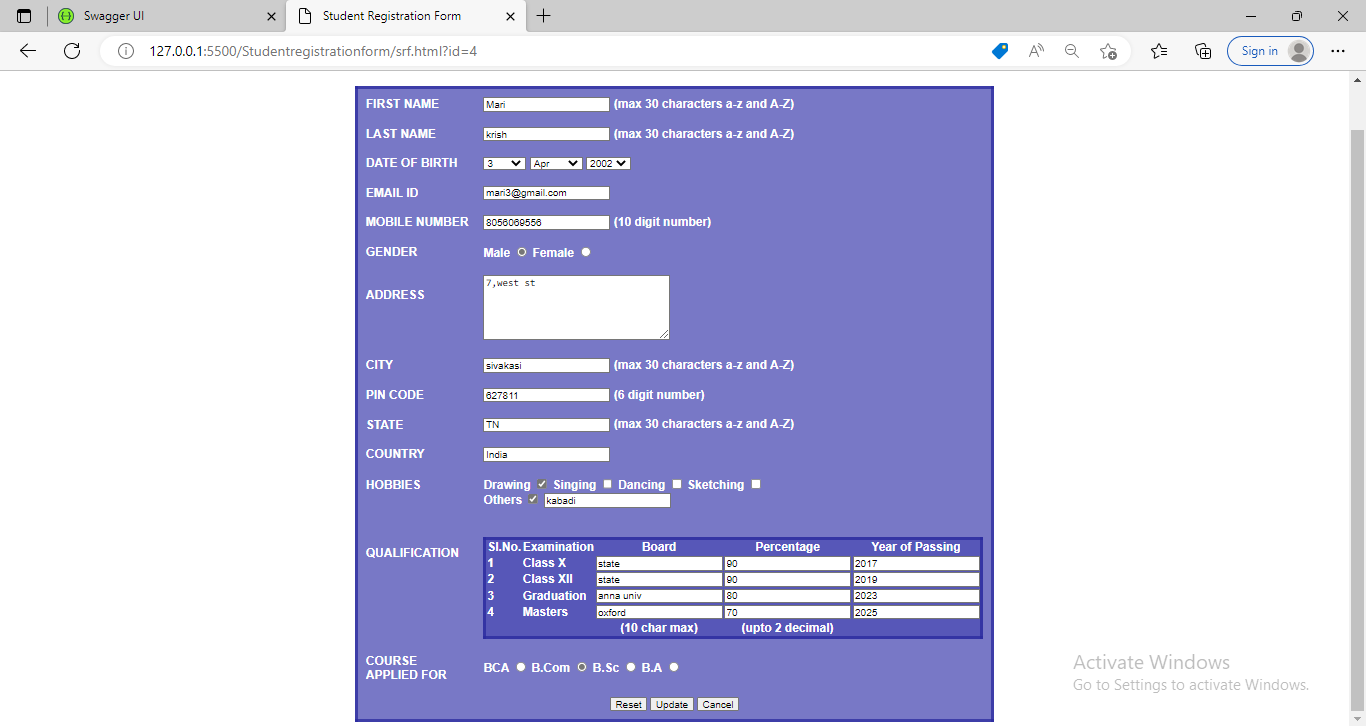 Swagger UI
Student Registration Form
127.0.0.1:5500/Studentregistrationform/srf.html?id=4
Sign in
FIRST NAME Mari (max 30 characters a-z and A-Z)
LAST NAME krish (max 30 characters a-z and A-Z)
DATE OF BIRTH 3 Apr 2002
EMAIL ID mari3@gmail.com
MOBILE NUMBER 8056069556 (10 digit number)
GENDER Male Female
ADDRESS 7,west st
CITY sivakasi (max 30 characters a-z and A-Z)
PIN CODE 627811 (6 digit number)
STATE TN (max 30 characters a-z and A-Z)
COUNTRY India
HOBBIES Drawing Singing Dancing Sketching
Others kabadi
QUALIFICATION
Sl.No. Examination Board Percentage Year of Passing
1 Class X state 90 2017
2 Class XII state 90 2019
3 Graduation anna univ 80 2023
4 Masters oxford 70 2025
(10 char max) (upto 2 decimal)
COURSE
APPLIED FOR
BCA B.Com B.Sc B.A
Reset Update Cancel
Activate Windows
Go to Settings to activate Windows.